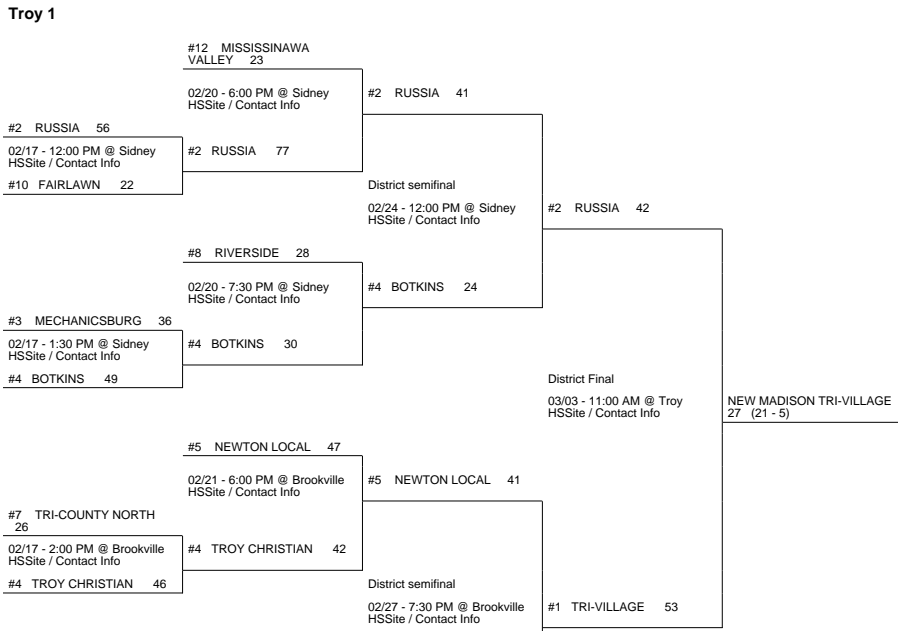 Troy 1
#12 MISSISSINAWA
VALLEY 23
02/20 - 6:00 PM @ Sidney
HSSite / Contact Info
#2 RUSSIA 41
#2 RUSSIA 56
02/17 - 12:00 PM @ Sidney
HSSite / Contact Info
#2 RUSSIA 77
#10 FAIRLAWN 22
District semifinal
02/24 - 12:00 PM @ Sidney
HSSite / Contact Info
#2 RUSSIA 42
#8 RIVERSIDE 28
02/20 - 7:30 PM @ Sidney
HSSite / Contact Info
#4 BOTKINS 24
#3 MECHANICSBURG 36
02/17 - 1:30 PM @ Sidney
HSSite / Contact Info
#4 BOTKINS 30
#4 BOTKINS 49
District Final
03/03 - 11:00 AM @ Troy
HSSite / Contact Info
NEW MADISON TRI-VILLAGE
27 (21 - 5)
#5 NEWTON LOCAL 47
02/21 - 6:00 PM @ Brookville
HSSite / Contact Info
#5 NEWTON LOCAL 41
#7 TRI-COUNTY NORTH
26
02/17 - 2:00 PM @ Brookville
HSSite / Contact Info
#4 TROY CHRISTIAN 42
#4 TROY CHRISTIAN 46
District semifinal
02/27 - 7:30 PM @ Brookville
HSSite / Contact Info
#1 TRI-VILLAGE 53